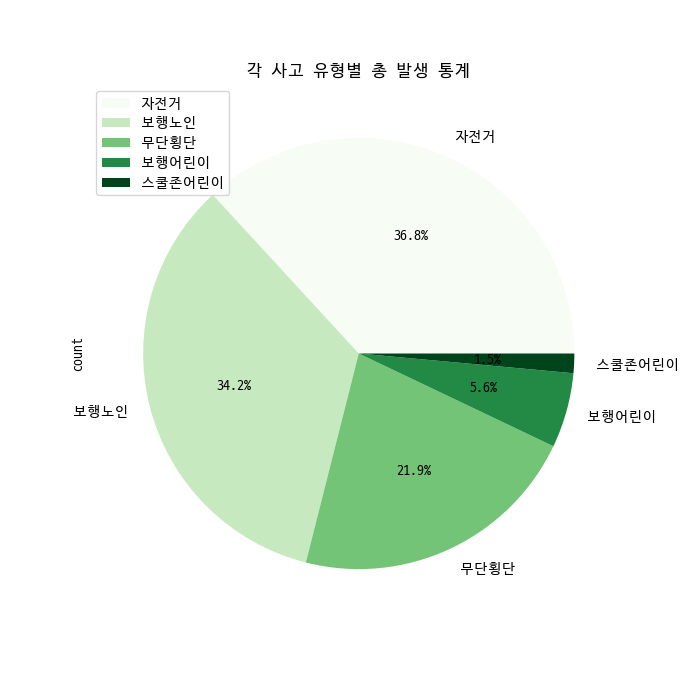 각 사고 유형별 총 발생 통계
자전거
보행노인
무단횡단
보행어린이
스쿨존어린이
자전거
36.8%
count
34.2%
보행노인
21.9%
무단횡단
5.6%
보행어린이
1.5%
스쿨존어린이